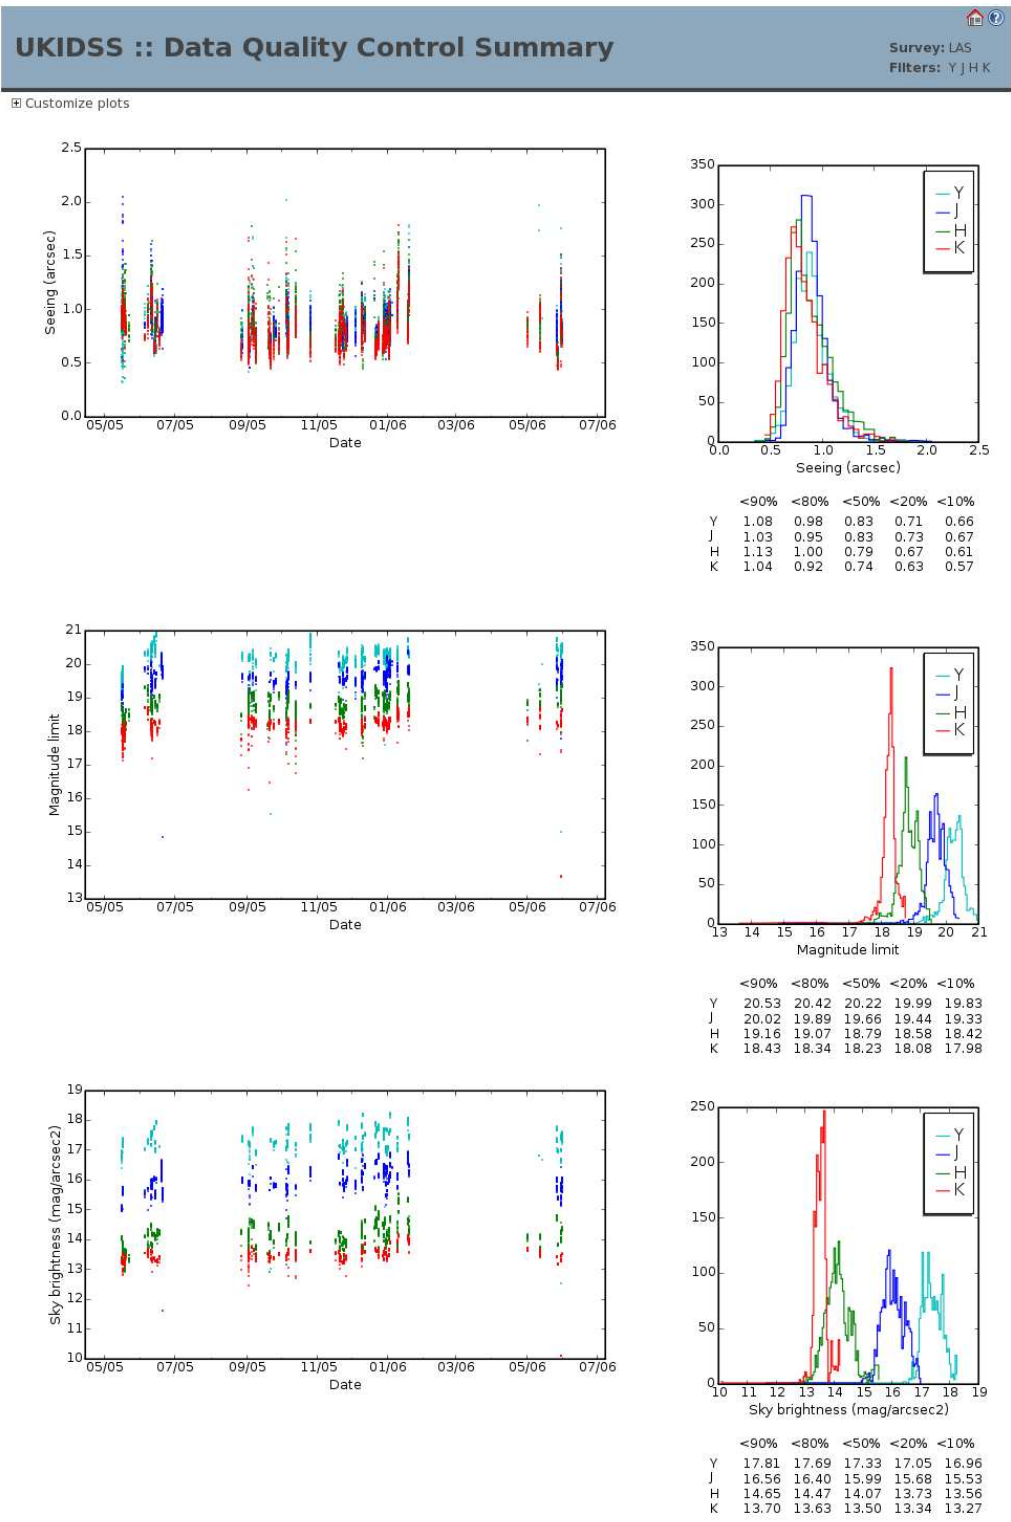 UKIDSS :: Data Quality Control Summary
Survey: LAS
Filters: Y J H K
Customize plots
2.5
2.0
1.5
1.0
0.5
0.0
Seeing (arcsec)
05/05 07/05 09/05 11/05 01/06 03/06 05/06 07/06
Date
350
300
250
200
150
100
50
0
Y
J
H
K
0.0 0.5 1.0 1.5 2.0 2.5
Seeing (arcsec)
<90% <80% <50% <20% <10%
Y 1.08 0.98 0.83 0.71 0.66
J 1.03 0.95 0.83 0.73 0.67
H 1.13 1.00 0.79 0.67 0.61
K 1.04 0.92 0.74 0.63 0.57
21
20
19
18
17
16
15
14
13
Magnitude limit
05/05 07/05 09/05 11/05 01/06 03/06 05/06 07/06
Date
350
300
250
200
150
100
50
0
Y
J
H
K
13 14 15 16 17 18 19 20 21
Magnitude limit
<90% <80% <50% <20% <10%
Y 20.53 20.42 20.22 19.99 19.83
J 20.02 19.89 19.66 19.44 19.33
H 19.16 19.07 18.79 18.58 18.42
K 18.43 18.34 18.23 18.08 17.98
19
18
17
16
15
14
13
12
11
10
Sky brightness (mag/arcsec2)
05/05 07/05 09/05 11/05 01/06 03/06 05/06 07/06
Date
250
200
150
100
50
0
Y
J
H
K
10 11 12 13 14 15 16 17 18 19
Sky brightness (mag/arcsec2)
<90% <80% <50% <20% <10%
Y 17.81 17.69 17.33 17.05 16.96
J 16.56 16.40 15.99 15.68 15.53
H 14.65 14.47 14.07 13.73 13.56
K 13.70 13.63 13.50 13.34 13.27